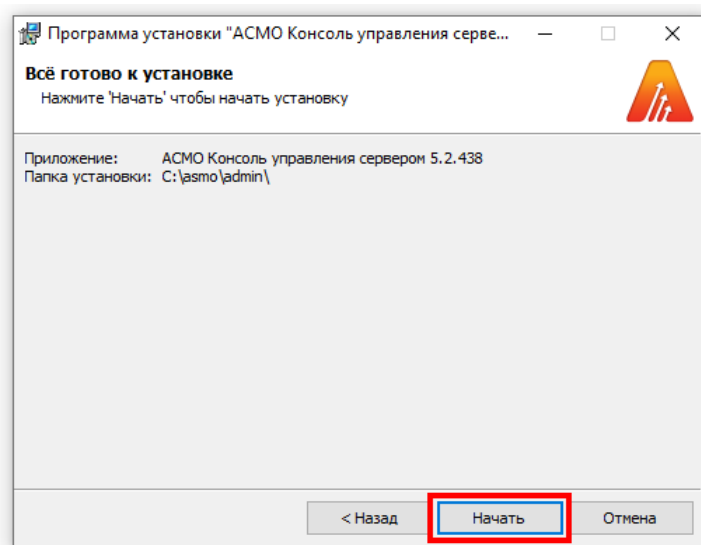 Программа установки "АСМО Консоль управления серве...
Всё готово к установке
Нажмите 'Начать' чтобы начать установку
Приложение: АСМО Консоль управления сервером 5.2.438
Папка установки: C:\asmo\admin\
< Назад Начать Отмена